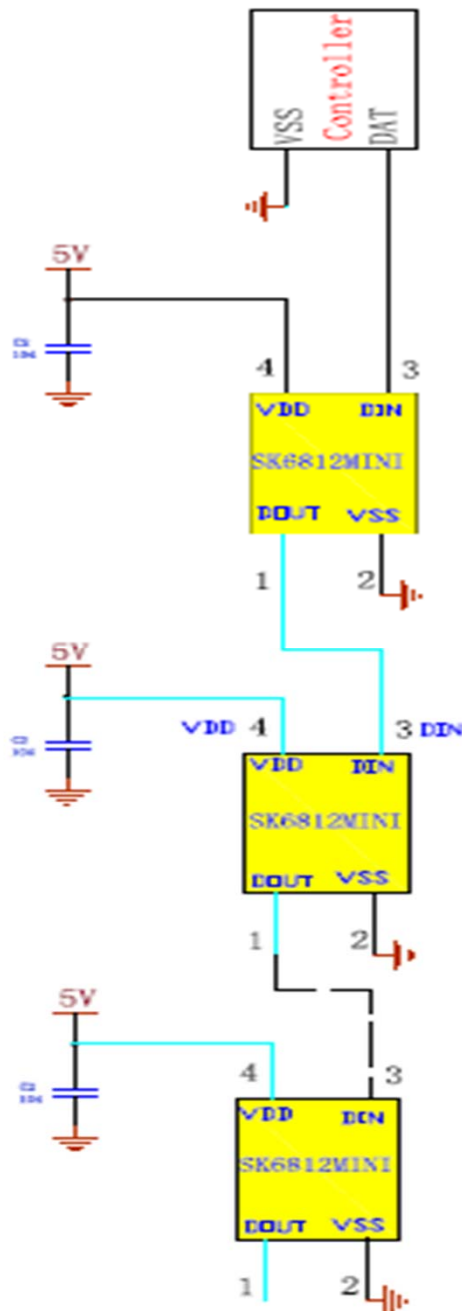 Controller
VSS
DAT
5V
4
3
VDD
DIN
SK6812MINI
DOUT
VSS
1
2
5V
VDD
4
3
DIN
VDD
DIN
SK6812MINI
DOUT
VSS
1
2
5V
4
3
VDD
DIN
SK6812MINI
DOUT
VSS
1
2